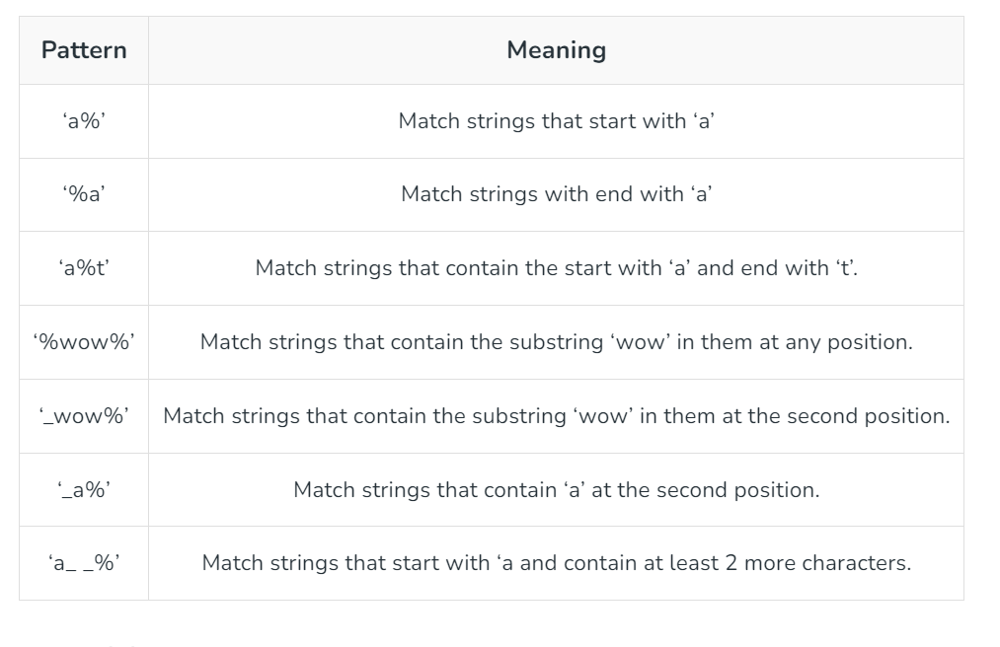 Pattern Meaning
‘a%’ Match strings that start with ‘a’
‘%a’ Match strings with end with ‘a’
‘a%t’ Match strings that contain the start with ‘a’ and end with ‘t’.
‘%wow%’ Match strings that contain the substring ‘wow’ in them at any position.
‘_wow%’ Match strings that contain the substring ‘wow’ in them at the second position.
‘_a%’ Match strings that contain ‘a’ at the second position.
‘a_ _%’ Match strings that start with ‘a and contain at least 2 more characters.